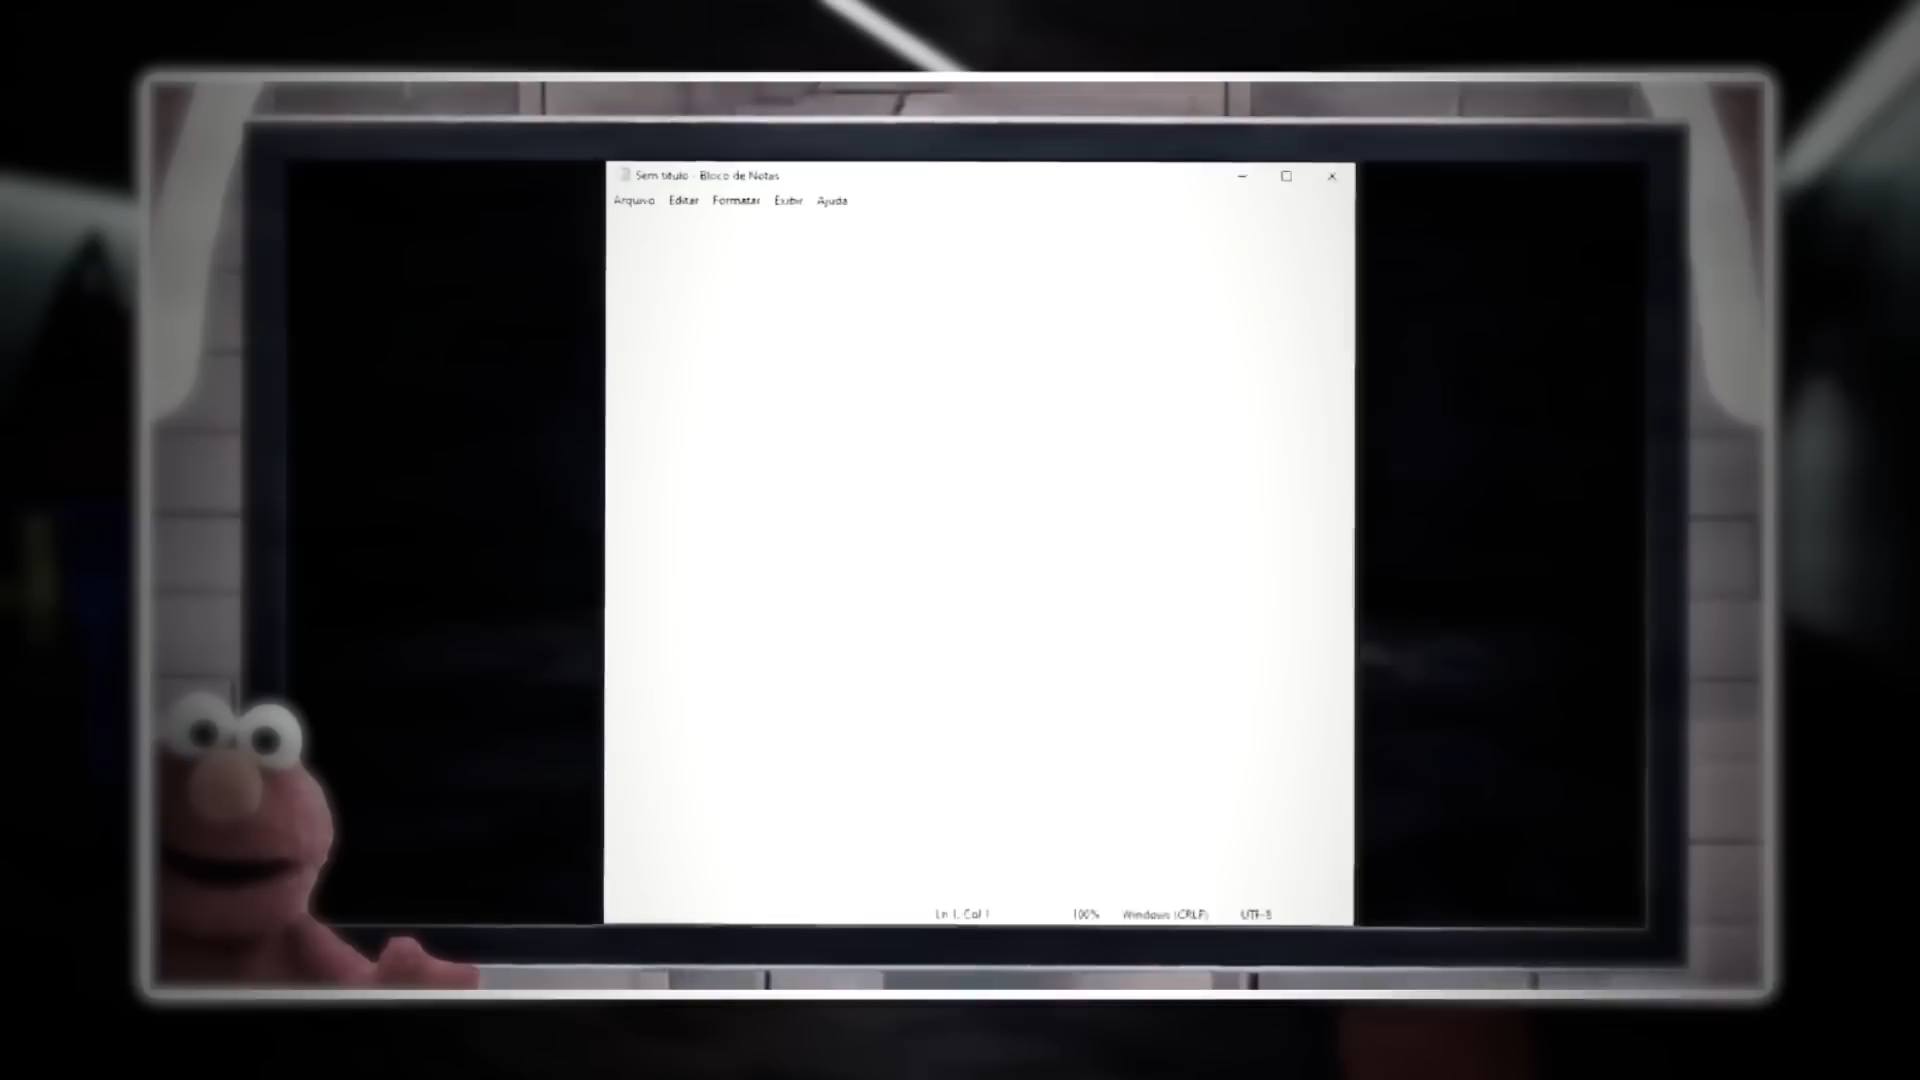 Sem título - Bloco de Notas
Arquivo Editar Formatar Exibir Ajuda
Ln 1, Col 1 100% Windows (CRLF) UTF-8